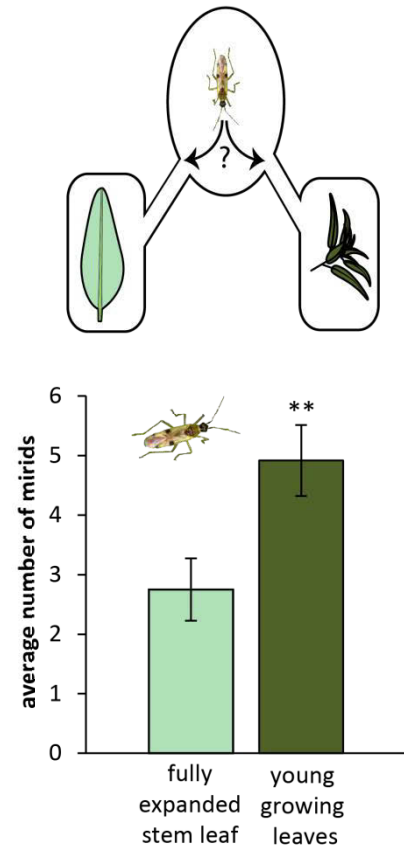 ?
average number of mirids
6
5
4
3
2
1
0
**
fully
expanded
stem leaf
young
growing
leaves